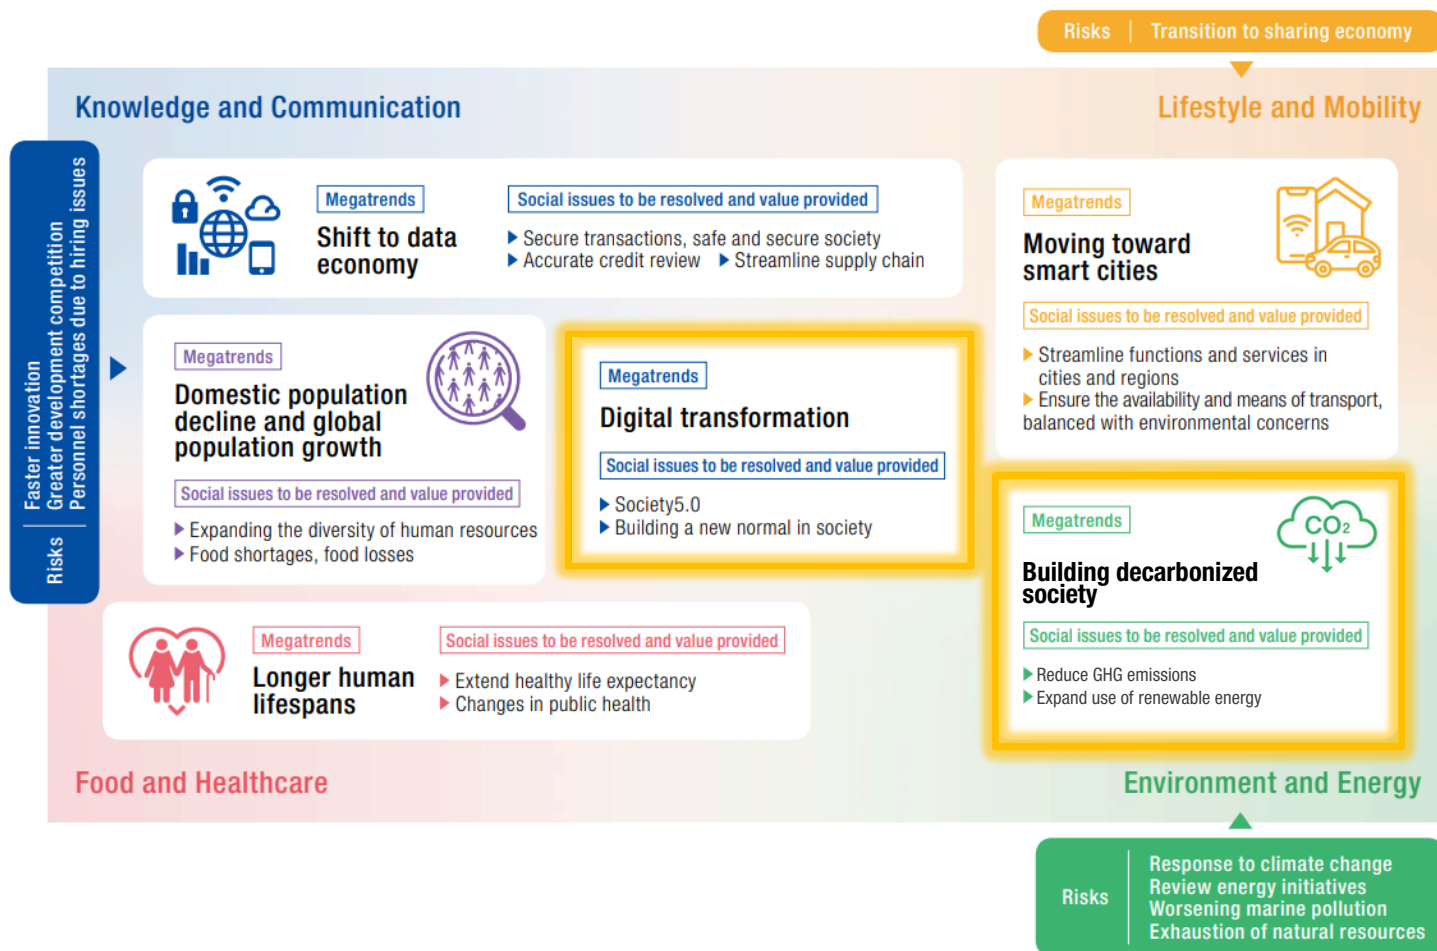 Risks | Transition to sharing economy
Knowledge and Communication
Lifestyle and Mobility
Risks | Faster innovation
Greater development competition
Personnel shortages due to hiring issues
Megatrends
Shift to data
economy
Social issues to be resolved and value provided
Secure transactions, safe and secure society
Accurate credit review
Streamline supply chain
Megatrends
Moving toward
smart cities
Social issues to be resolved and value provided
Streamline functions and services in
cities and regions
Ensure the availability and means of transport,
balanced with environmental concerns
Megatrends
Domestic population
decline and global
population growth
Social issues to be resolved and value provided
Expanding the diversity of human resources
Food shortages, food losses
Megatrends
Digital transformation
Social issues to be resolved and value provided
Society5.0
Building a new normal in society
Megatrends
CO2
Building decarbonized
society
Social issues to be resolved and value provided
Reduce GHG emissions
Expand use of renewable energy
Megatrends
Longer human
lifespans
Social issues to be resolved and value provided
Extend healthy life expectancy
Changes in public health
Food and Healthcare
Environment and Energy
Risks
Response to climate change
Review energy initiatives
Worsening marine pollution
Exhaustion of natural resources